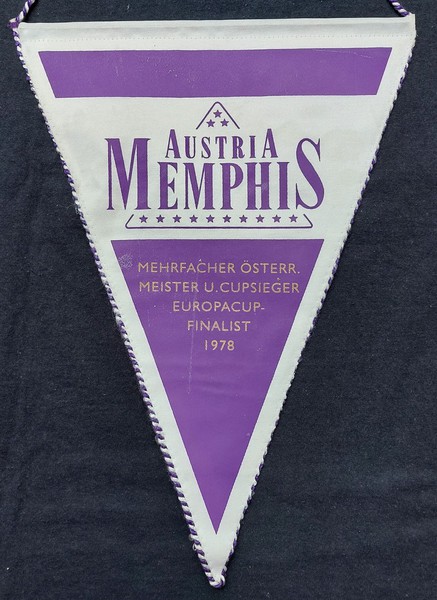 AUSTRIA
MEMPHIS
MEHRFACHER ÖSTERR.
MEISTER U. CUPSIEGER
EUROPACUP-
FINALIST
1978